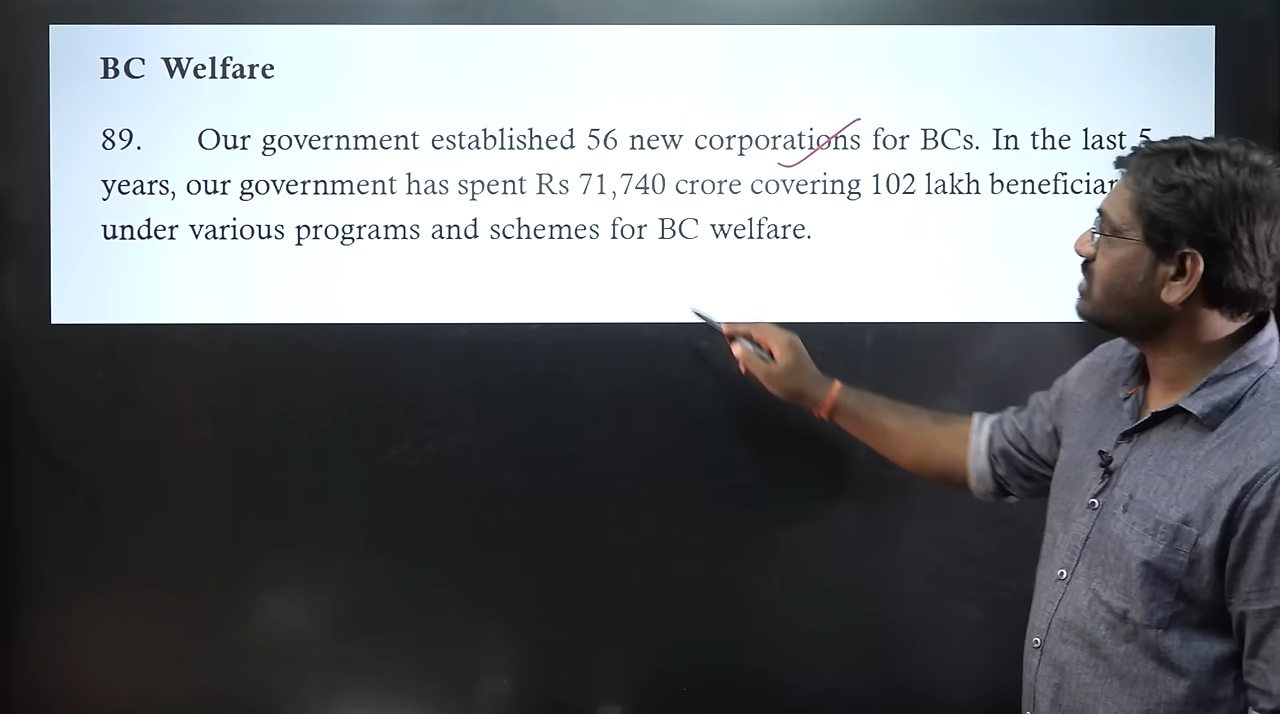 BC Welfare
89. Our government established 56 new corporations for BCs. In the last 5
years, our government has spent Rs 71,740 crore covering 102 lakh
under various programs and schemes for BC welfare.